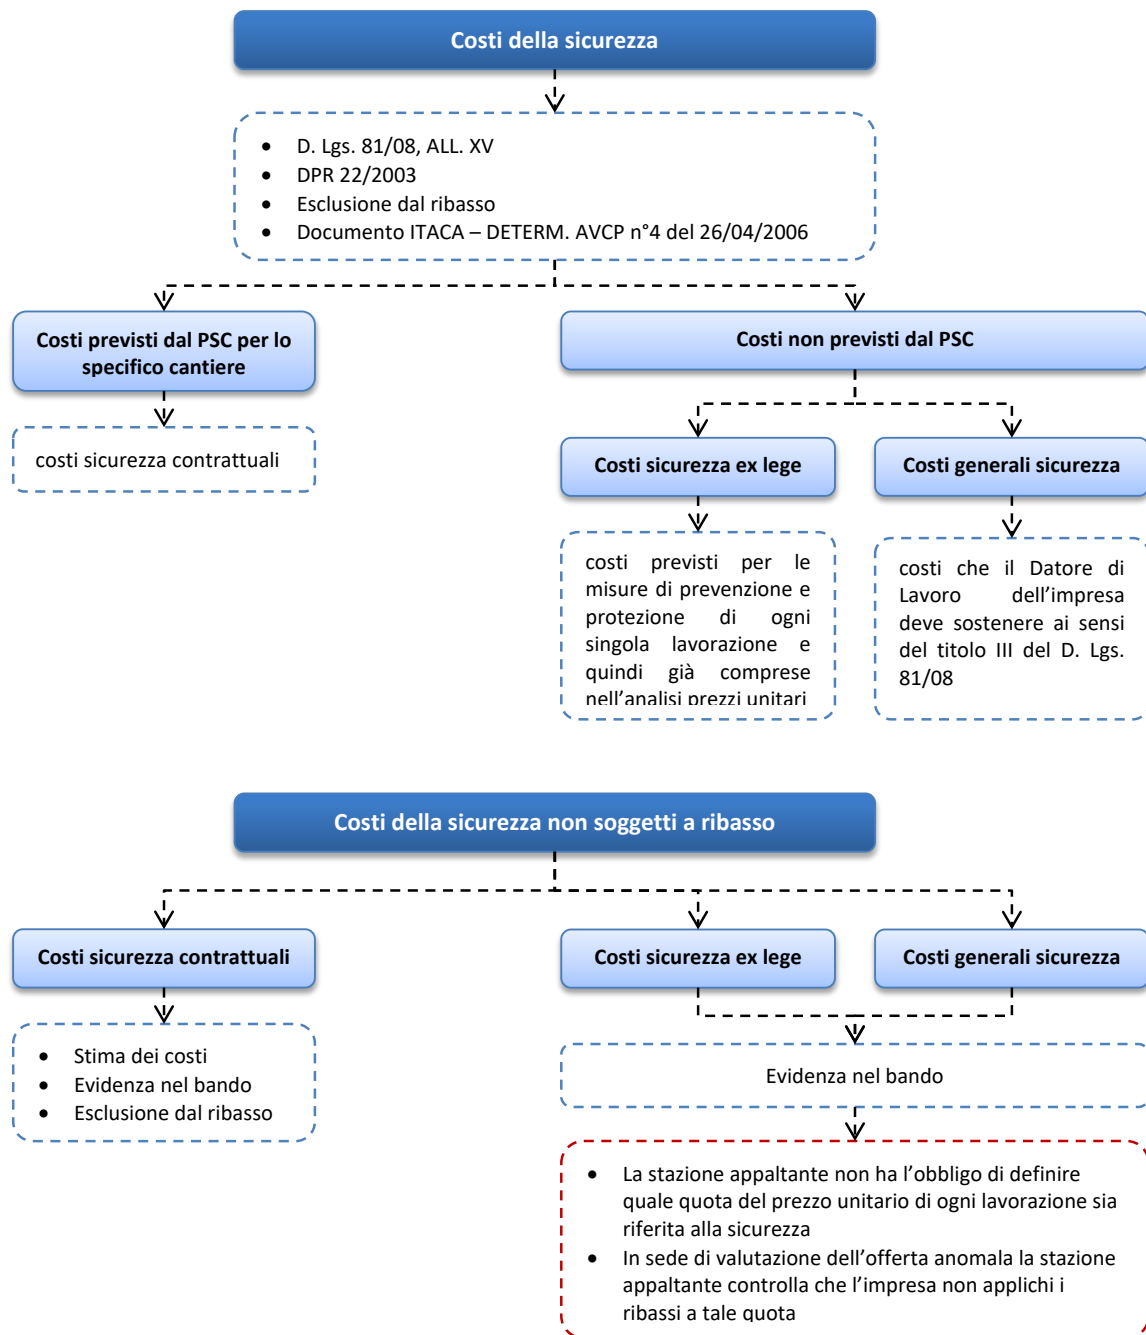 Costi della sicurezza
• D. Lgs. 81/08, ALL. XV
• DPR 22/2003
• Esclusione dal ribasso
• Documento ITACA – DETERM. AVCP n°4 del 26/04/2006
Costi previsti dal PSC per lo
specifico cantiere
Costi non previsti dal PSC
costi sicurezza contrattuali
Costi sicurezza ex lege
Costi generali sicurezza
costi previsti per le
misure di prevenzione e
protezione di ogni
singola lavorazione e
quindi già comprese
nell’analisi prezzi unitari
costi che il Datore di
Lavoro dell’impresa
deve sostenere ai sensi
del titolo III del D. Lgs.
81/08
Costi della sicurezza non soggetti a ribasso
Costi sicurezza contrattuali
Costi sicurezza ex lege
Costi generali sicurezza
• Stima dei costi
• Evidenza nel bando
• Esclusione dal ribasso
Evidenza nel bando
• La stazione appaltante non ha l’obbligo di definire
quale quota del prezzo unitario di ogni lavorazione sia
riferita alla sicurezza
• In sede di valutazione dell’offerta anomala la stazione
appaltante controlla che l’impresa non applichi i
ribassi a tale quota